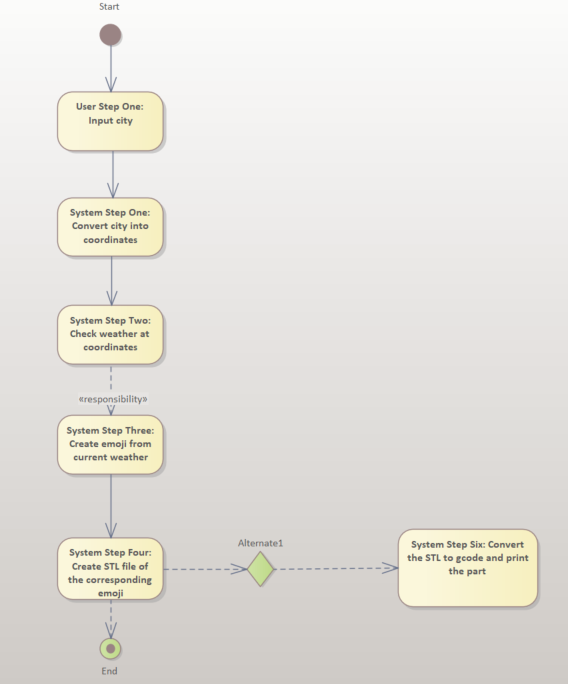 Start
User Step One:
Input city
System Step One:
Convert city into
coordinates
System Step Two:
Check weather at
coordinates
«responsibility»
System Step Three:
Create emoji from
current weather
System Step Four:
Create STL file of
the corresponding
emoji
Alternate1
System Step Six: Convert
the STL to gcode and print
the part
End